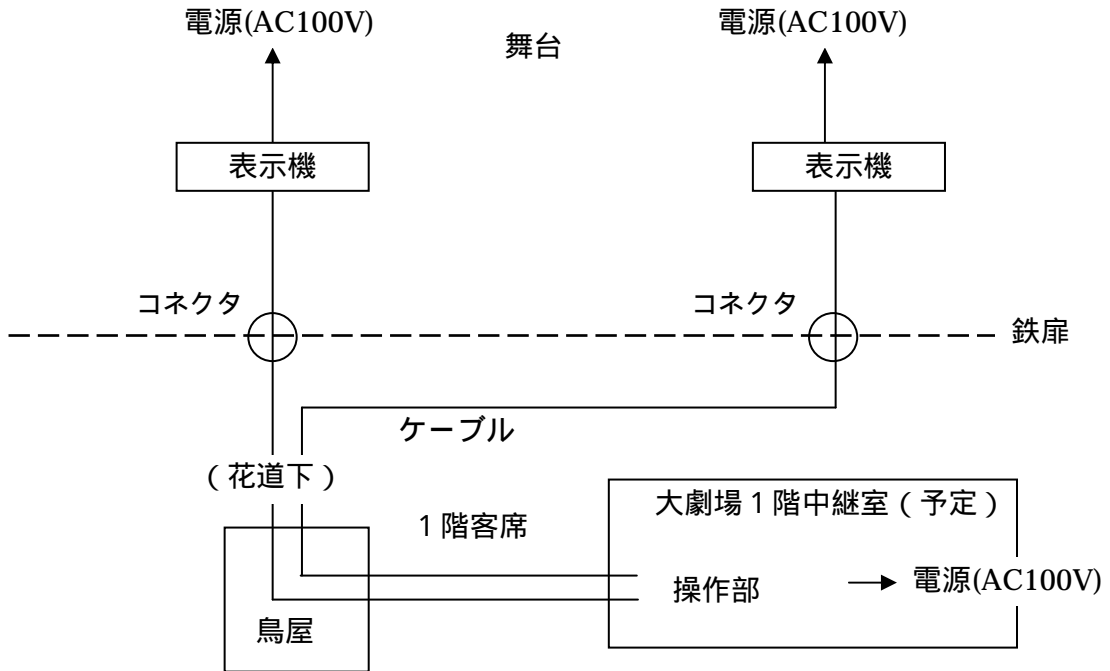 電源(AC100V)
舞台
電源(AC100V)
表示機
表示機
コネクタ
コネクタ
鉄扉
ケーブル
（花道下）
1階客席
大劇場1階中継室（予定）
操作部
電源(AC100V)
鳥屋